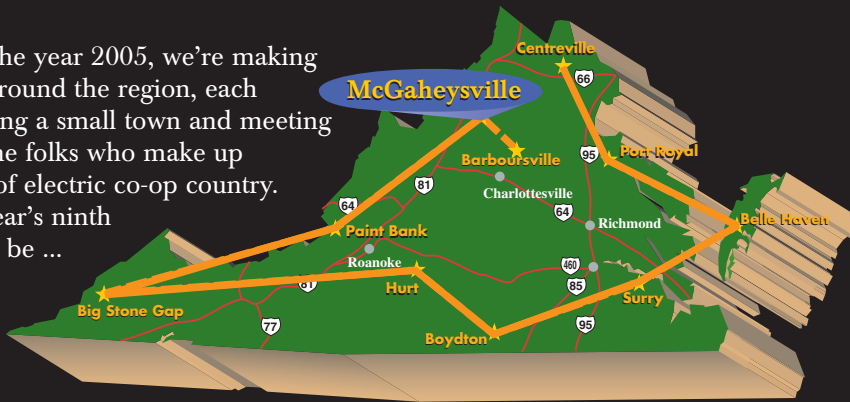 he year 2005, we’re making
round the region, each
ng a small town and meeting
he folks who make up
of electric co-op country.
ear’s ninth
be ...
Centreville
66
McGaheysville
95
Port Royal
Barboursville
81
Charlottesville
64
64
Richmond
Belle Haven
Paint Bank
Roanoke
460
81
Hurt
85
Surry
Big Stone Gap
77
Boydton
95